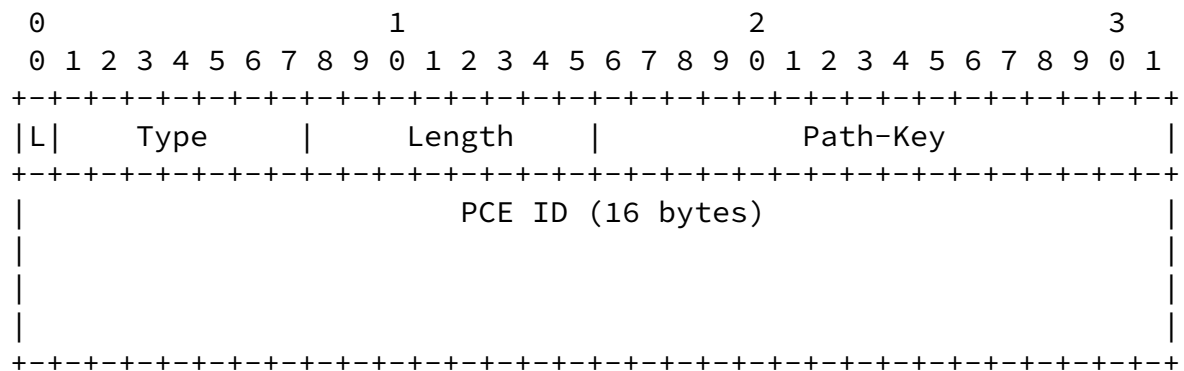 0                   1                   2                   3
 0 1 2 3 4 5 6 7 8 9 0 1 2 3 4 5 6 7 8 9 0 1 2 3 4 5 6 7 8 9 0 1
+-+-+-+-+-+-+-+-+-+-+-+-+-+-+-+-+-+-+-+-+-+-+-+-+-+-+-+-+-+-+-+-+
|L|    Type     |     Length    |           Path-Key            |
+-+-+-+-+-+-+-+-+-+-+-+-+-+-+-+-+-+-+-+-+-+-+-+-+-+-+-+-+-+-+-+-+
|                        PCE ID (16 bytes)                      |
|                                                               |
|                                                               |
|                                                               |
+-+-+-+-+-+-+-+-+-+-+-+-+-+-+-+-+-+-+-+-+-+-+-+-+-+-+-+-+-+-+-+-+